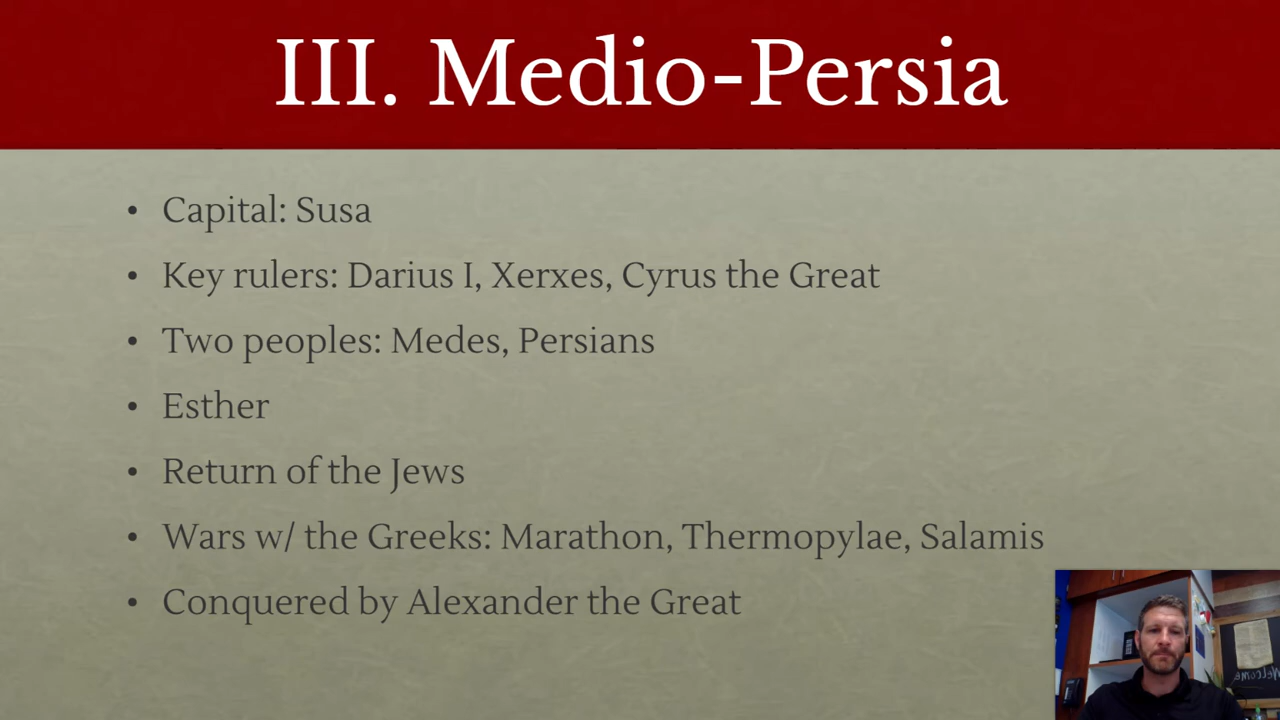 III. Medio-Persia
• Capital: Susa
• Key rulers: Darius I, Xerxes, Cyrus the Great
• Two peoples: Medes, Persians
• Esther
• Return of the Jews
• Wars w/ the Greeks: Marathon, Thermopylae, Salamis
• Conquered by Alexander the Great
Welcome